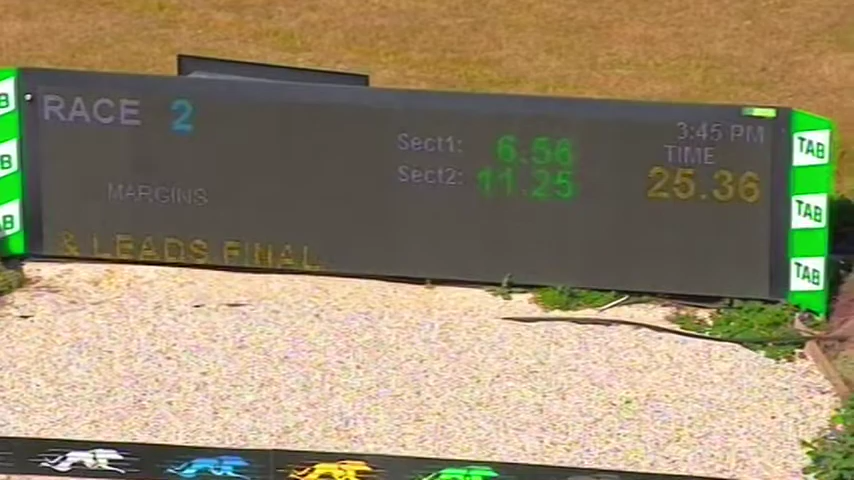 RACE 2
Sect1: 6.56
Sect2: 11.25
3:45 PM
TIME
25.36
MARGINS
& LEADS FINAL
B
B
B
TAB
TAB
TAB